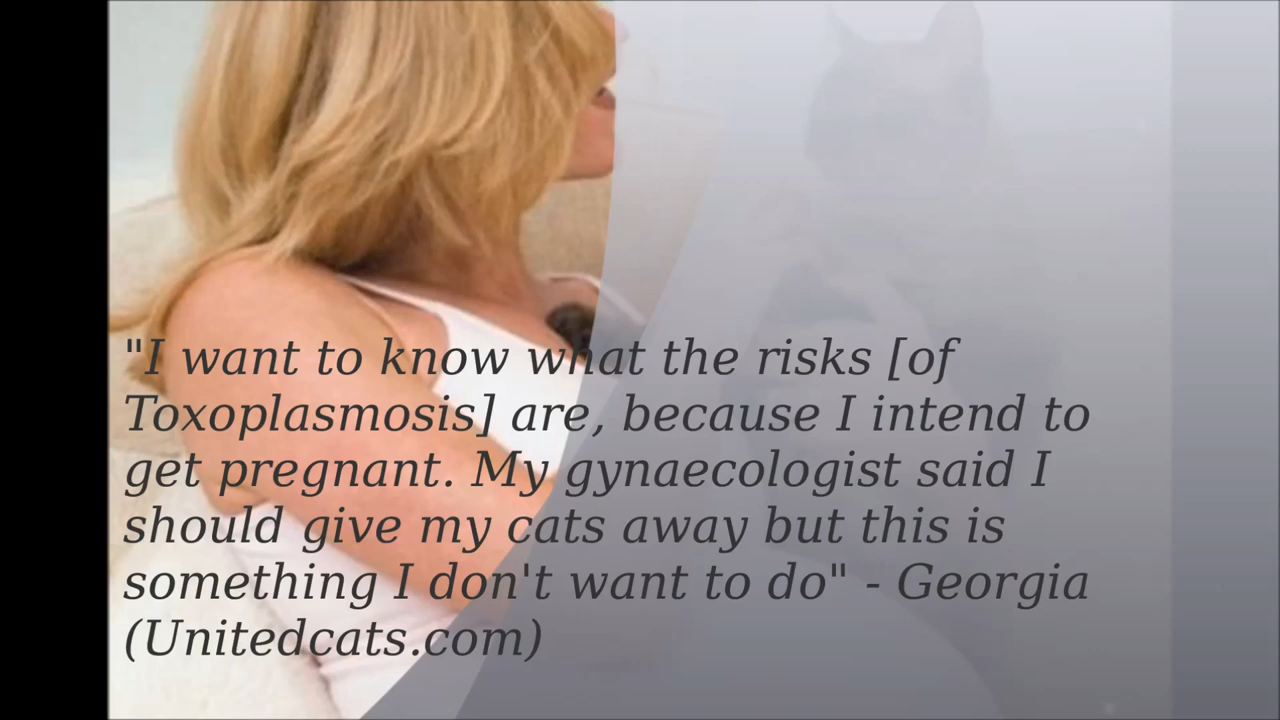 "I want to know what the risks [of
Toxoplasmosis] are, because I intend to
get pregnant. My gynaecologist said I
should give my cats away but this is
something I don't want to do" - Georgia
(Unitedcats.com)